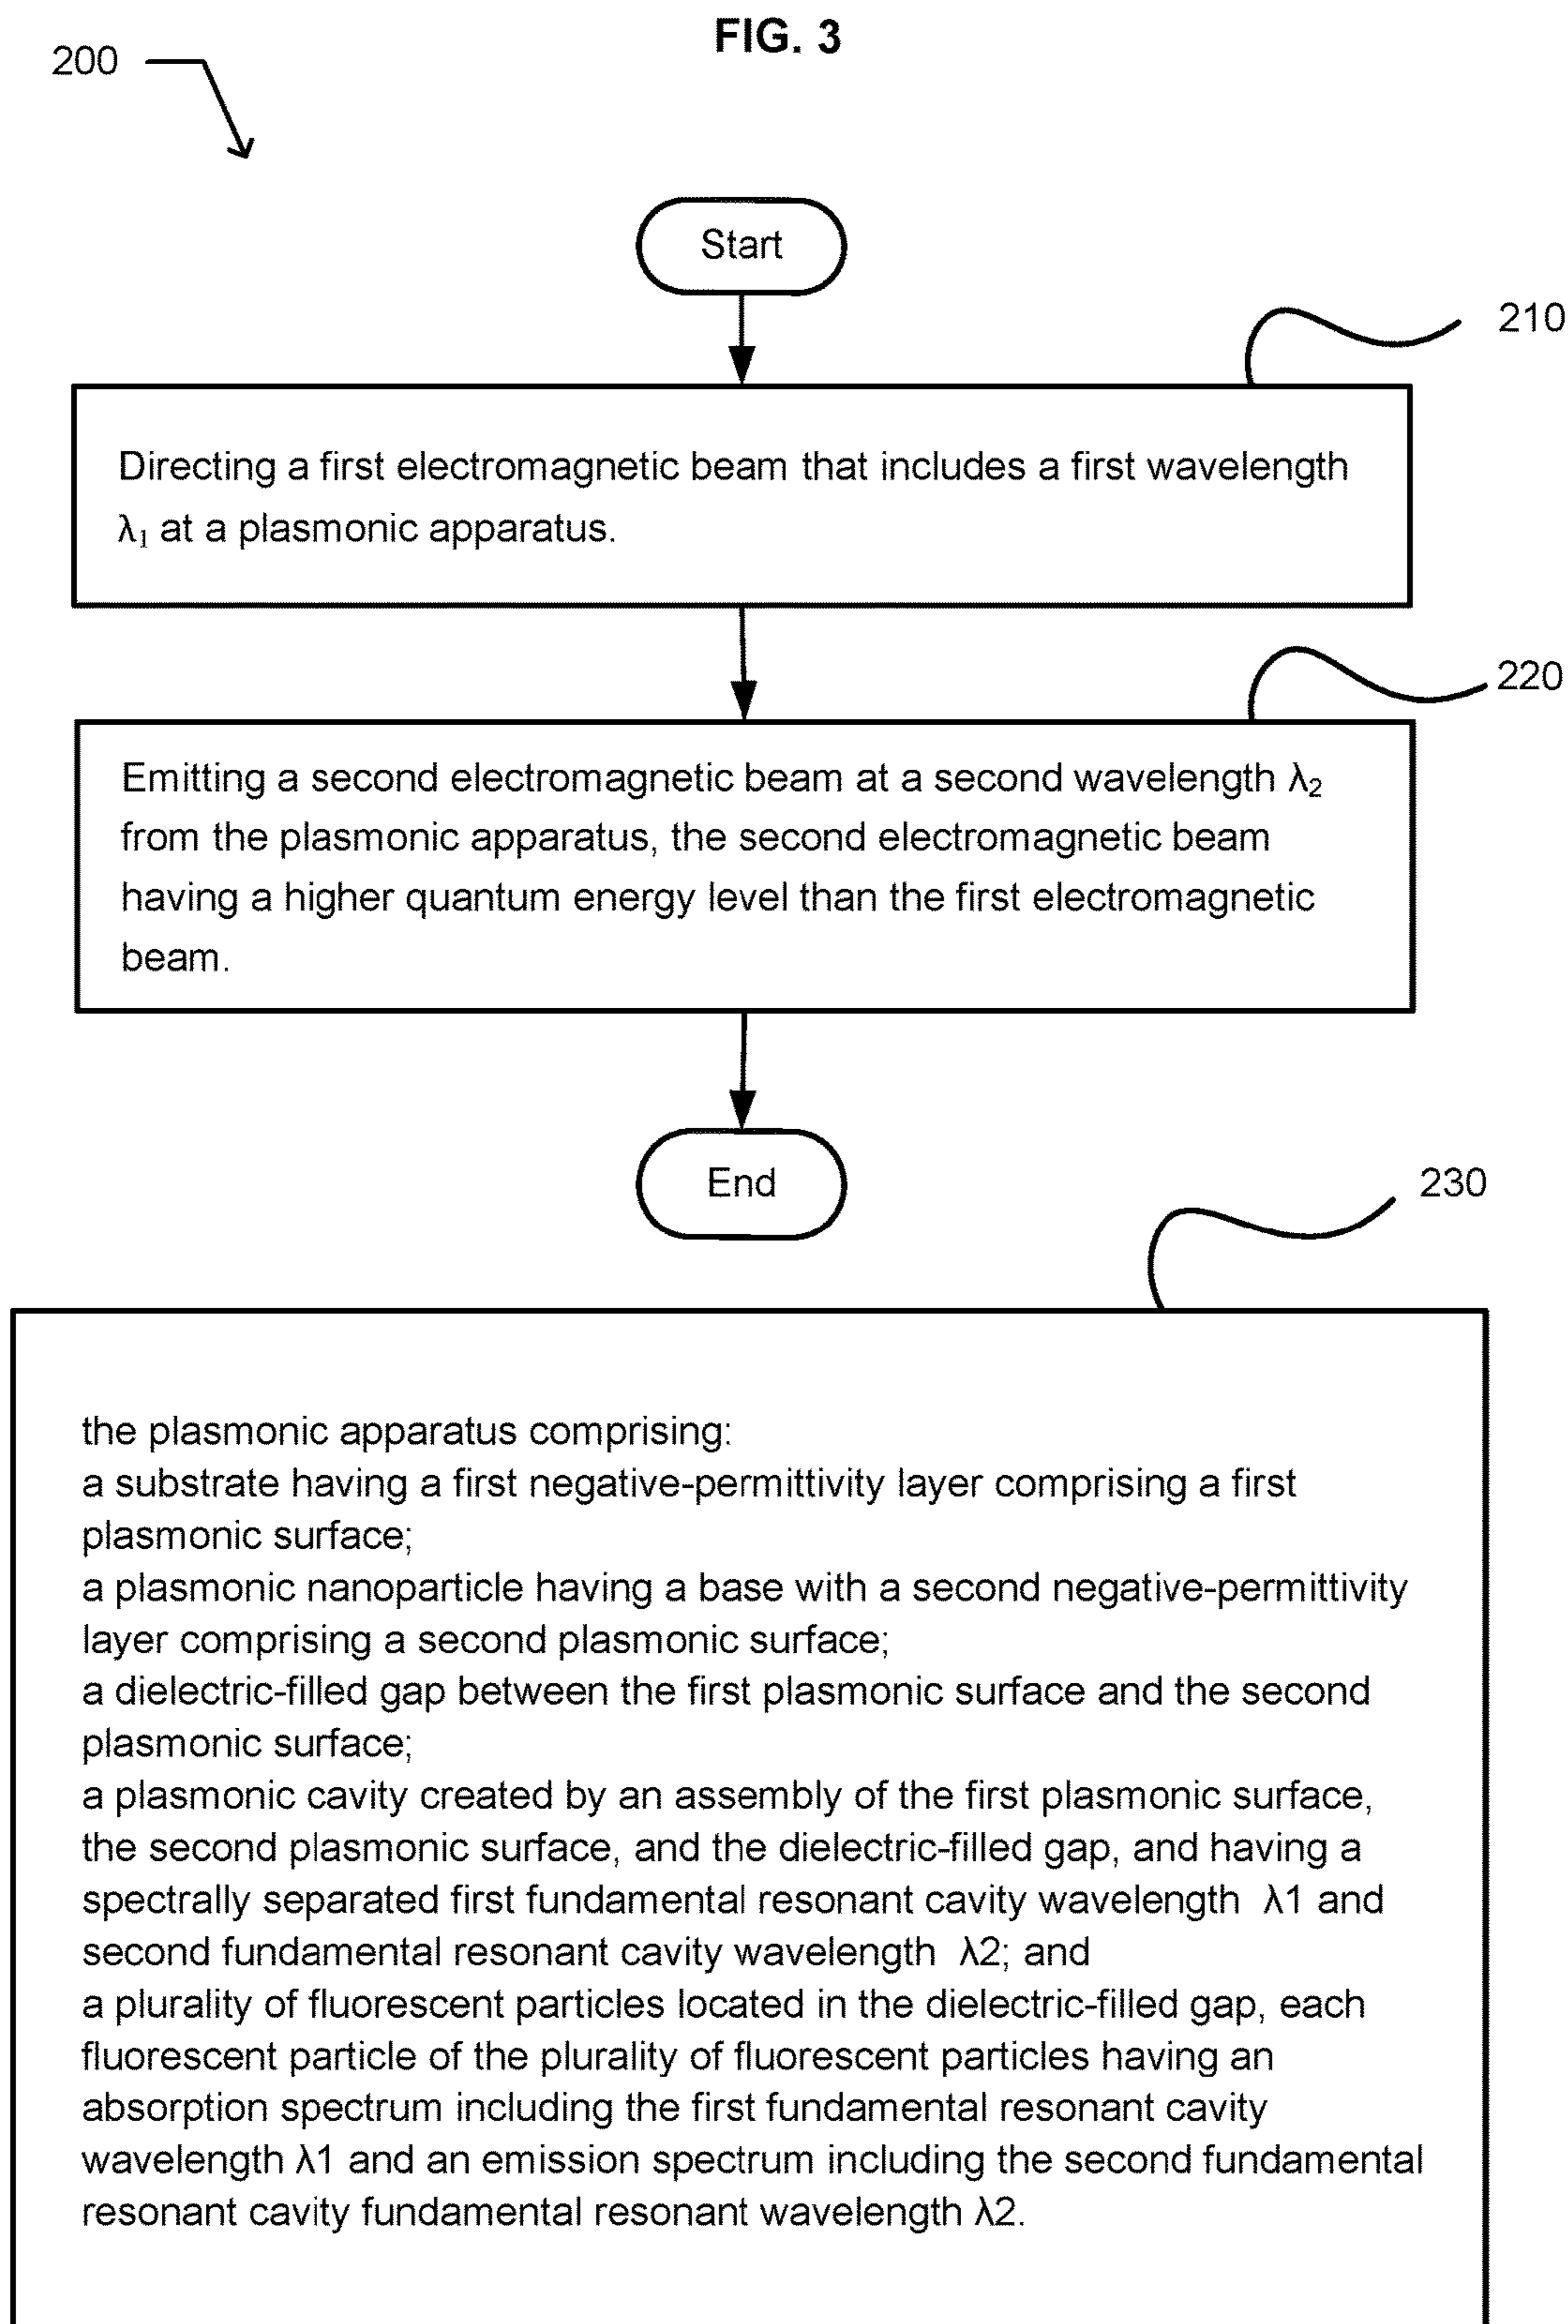 FIG. 3
200
Start
210
Directing a first electromagnetic beam that includes a first wavelength
λ₁ at a plasmonic apparatus.
220
Emitting a second electromagnetic beam at a second wavelength λ₂
from the plasmonic apparatus, the second electromagnetic beam
having a higher quantum energy level than the first electromagnetic
beam.
End
230
the plasmonic apparatus comprising:
a substrate having a first negative-permittivity layer comprising a first
plasmonic surface;
a plasmonic nanoparticle having a base with a second negative-permittivity
layer comprising a second plasmonic surface;
a dielectric-filled gap between the first plasmonic surface and the second
plasmonic surface;
a plasmonic cavity created by an assembly of the first plasmonic surface,
the second plasmonic surface, and the dielectric-filled gap, and having a
spectrally separated first fundamental resonant cavity wavelength λ1 and
second fundamental resonant cavity wavelength λ2; and
a plurality of fluorescent particles located in the dielectric-filled gap, each
fluorescent particle of the plurality of fluorescent particles having an
absorption spectrum including the first fundamental resonant cavity
wavelength λ1 and an emission spectrum including the second fundamental
resonant cavity fundamental resonant wavelength λ2.